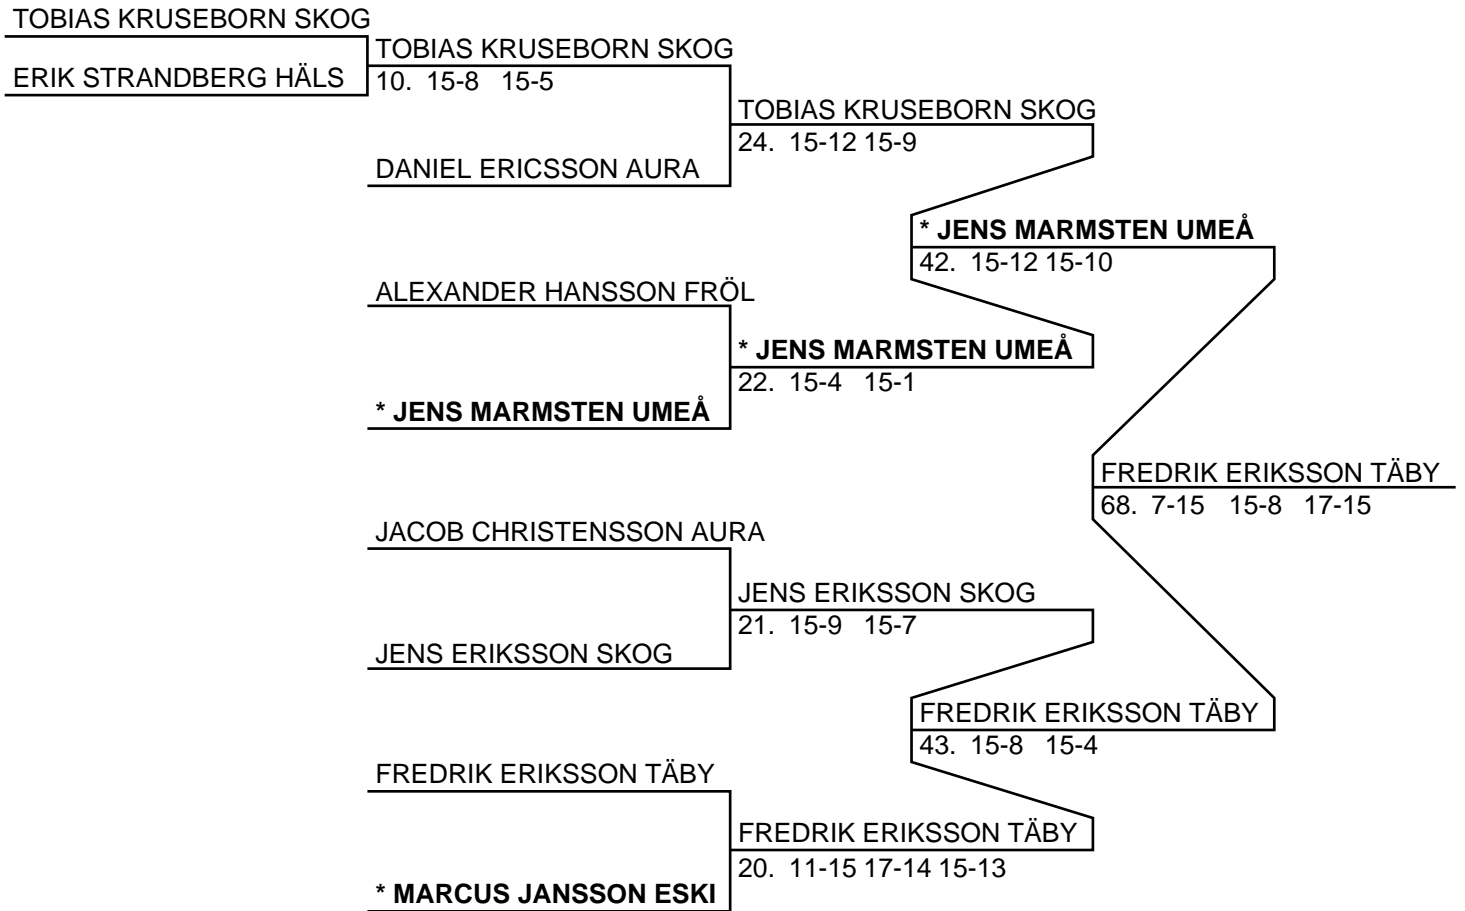 TOBIAS KRUSEBORN SKOG
ERIK STRANDBERG HÄLS
TOBIAS KRUSEBORN SKOG
10. 15-8 15-5
DANIEL ERICSSON AURA
TOBIAS KRUSEBORN SKOG
24. 15-12 15-9
ALEXANDER HANSSON FRÖL
* JENS MARMSTEN UMEÅ
* JENS MARMSTEN UMEÅ
22. 15-4 15-1
* JENS MARMSTEN UMEÅ
42. 15-12 15-10
JACOB CHRISTENSSON AURA
JENS ERIKSSON SKOG
JENS ERIKSSON SKOG
21. 15-9 15-7
FREDRIK ERIKSSON TÄBY
* MARCUS JANSSON ESKI
FREDRIK ERIKSSON TÄBY
20. 11-15 17-14 15-13
FREDRIK ERIKSSON TÄBY
43. 15-8 15-4
FREDRIK ERIKSSON TÄBY
68. 7-15 15-8 17-15